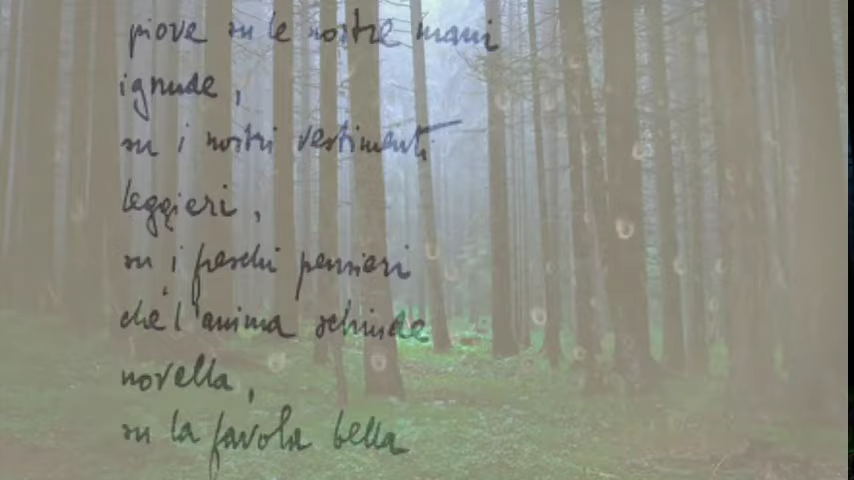 piove su le nostre mani
ignude,
su i nostri vestimenti
leggieri,
su i freschi pensieri
che l'anima schiude
novella,
su la favola bella